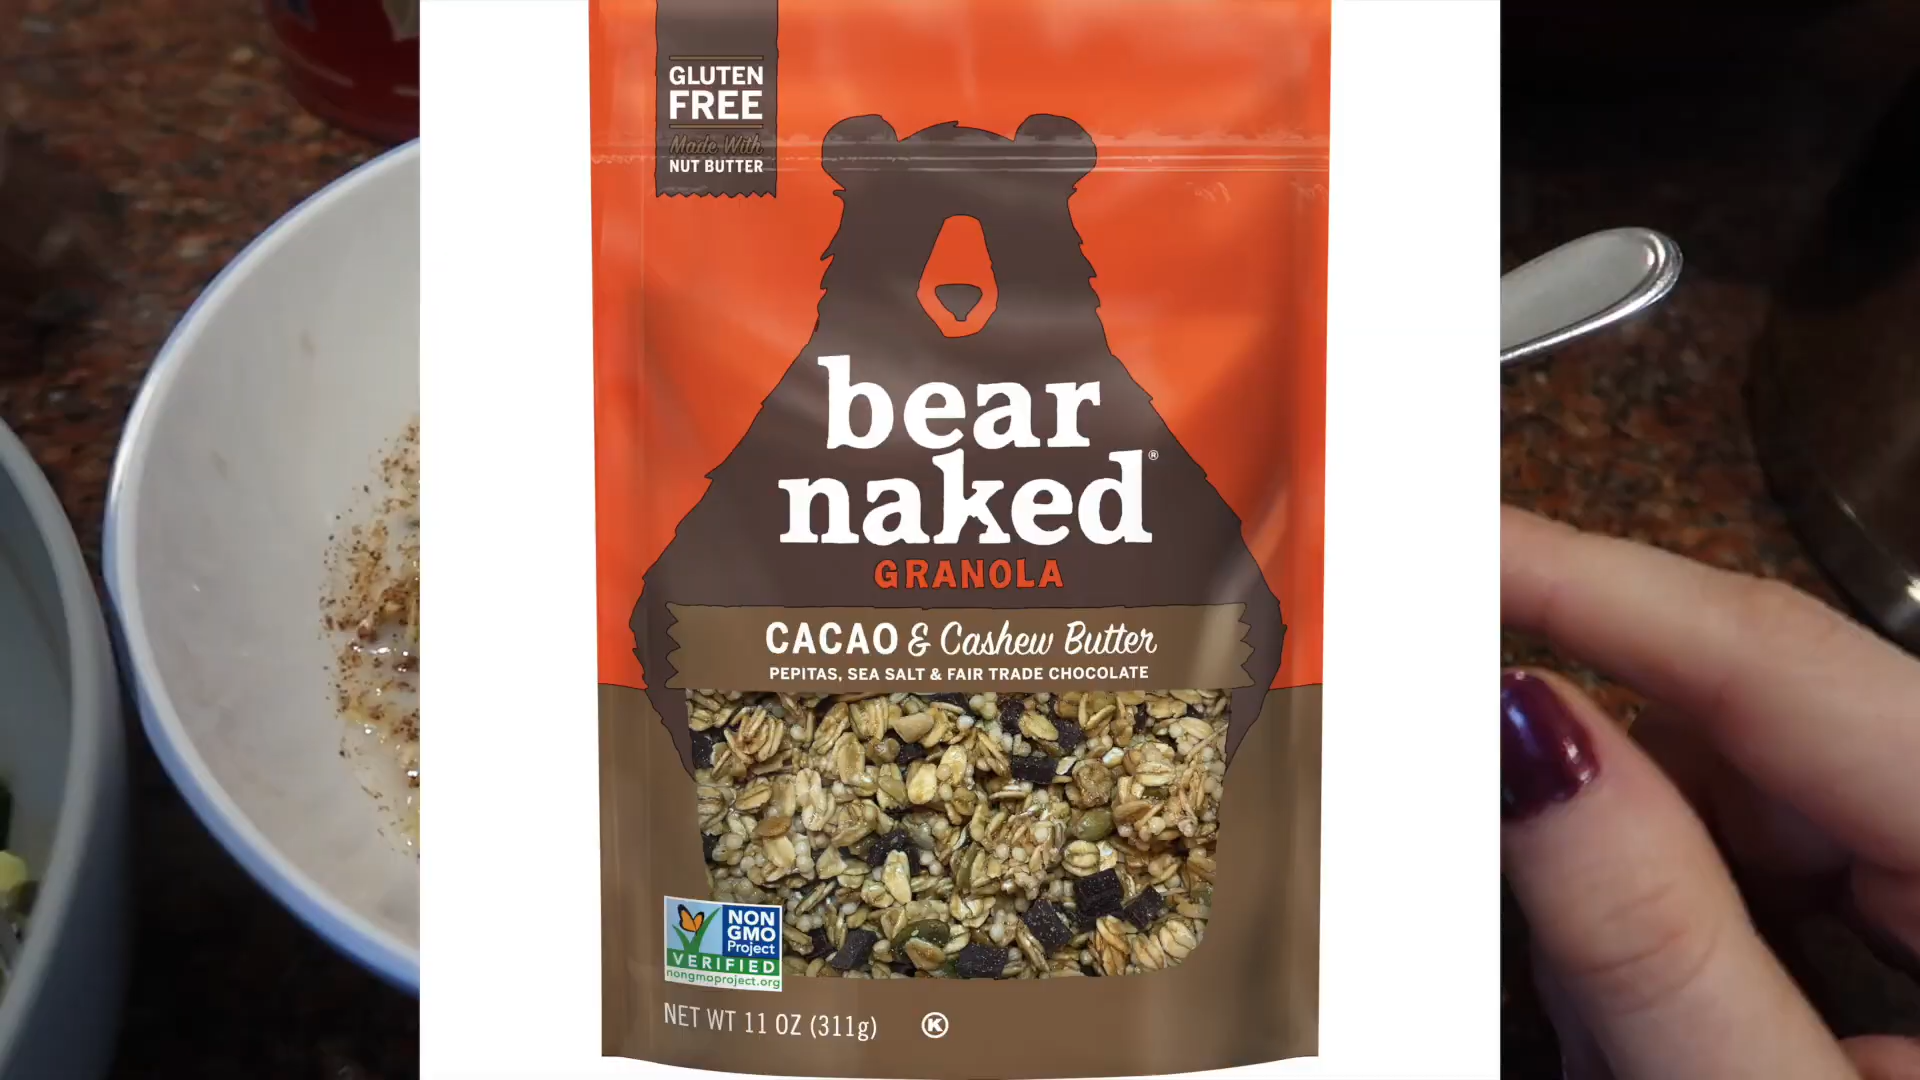 GLUTEN
FREE
Made With
NUT BUTTER
bear
naked®
GRANOLA
CACAO & Cashew Butter
PEPITAS, SEA SALT & FAIR TRADE CHOCOLATE
NON
GMO
Project
VERIFIED
nongmoproject.org
NET WT 11 OZ (311g)
K